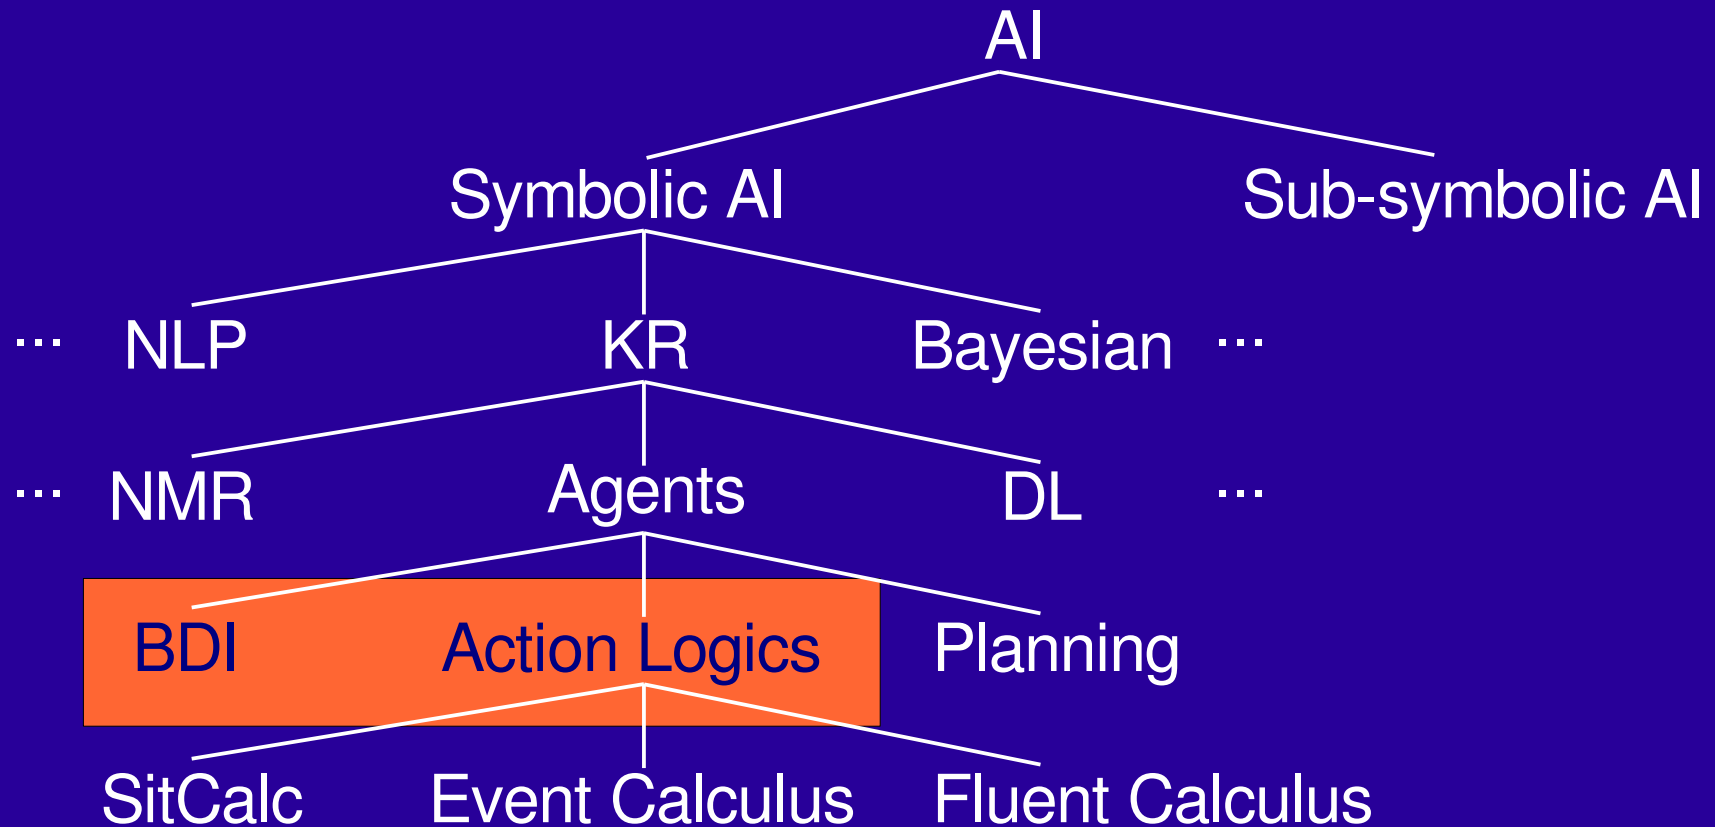 AI
Symbolic AI Sub-symbolic AI
... NLP KR Bayesian ...
... NMR Agents DL ...
BDI Action Logics Planning
SitCalc Event Calculus Fluent Calculus